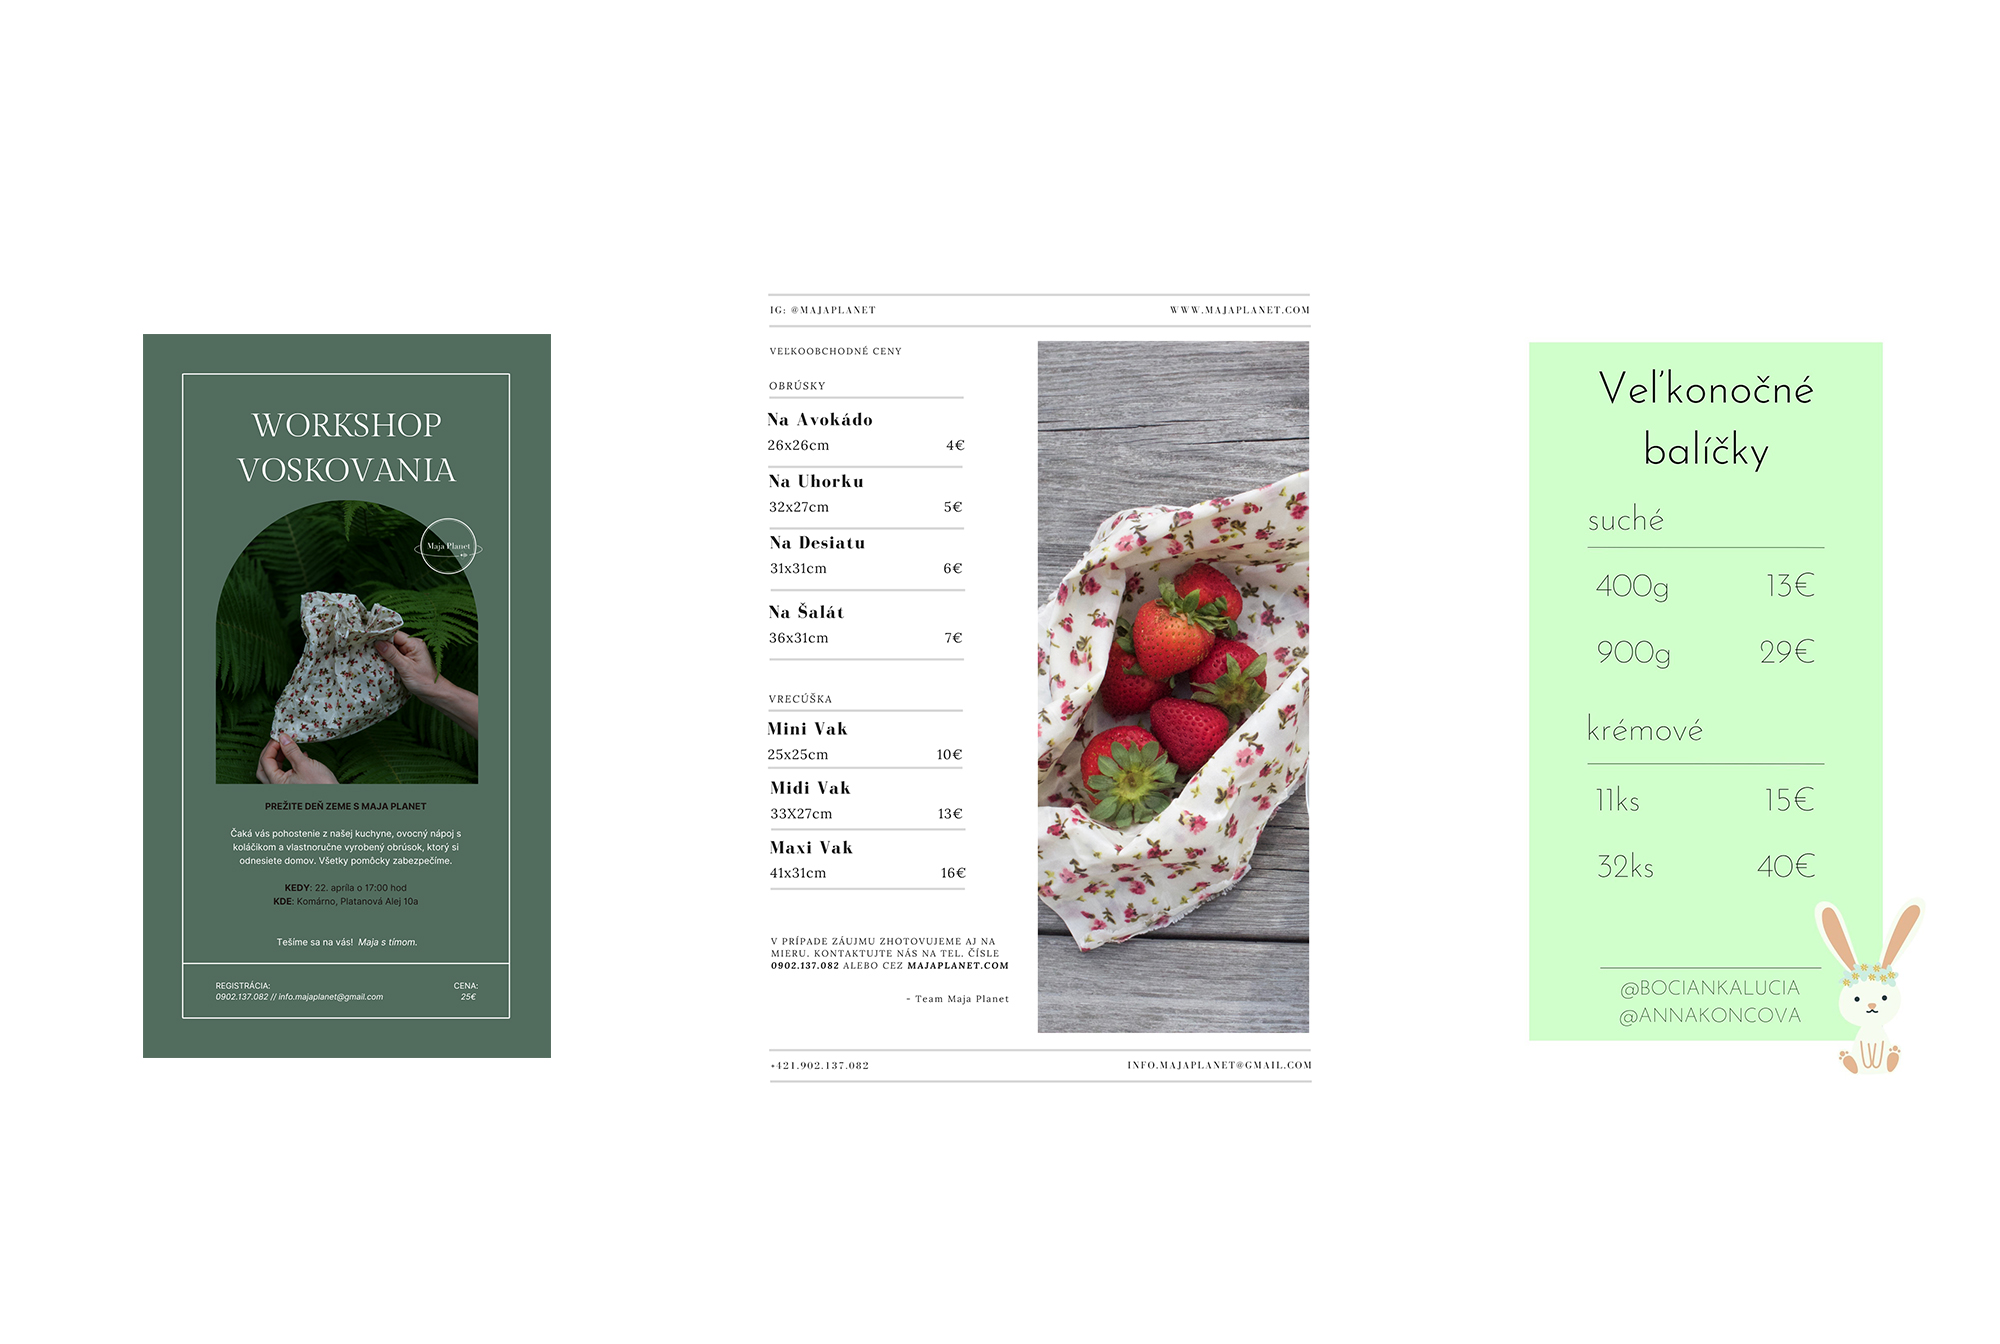 WORKSHOP
VOSKOVANIA
Maja Planet
PREŽITE DEŇ ZEME S MAJA PLANET
Čaká vás pohostenie z našej kuchyne, ovocný nápoj s
koláčikom a vlastnoručne vyrobený obrúsok, ktorý si
odnesiete domov. Všetky pomôcky zabezpečíme.
KEDY: 22. apríla o 17:00 hod
KDE: Komárno, Platanová Alej 10a
Tešíme sa na vás! Maja s tímom.
REGISTRÁCIA:
0902.137.082 // info.majaplanet@gmail.com
CENA:
25€
IG: @MAJAPLANET
WWW.MAJAPLANET.COM
VEĽKOOBCHODNÉ CENY
OBRÚSKY
Na Avokádo
26x26cm 4€
Na Uhorku
32x27cm 5€
Na Desiatu
31x31cm 6€
Na Šalát
36x31cm 7€
VRECÚŠKA
Mini Vak
25x25cm 10€
Midi Vak
33X27cm 13€
Maxi Vak
41x31cm 16€
V PRÍPADE ZÁUJMU ZHOTOVUJEME AJ NA
MIERU. KONTAKTUJTE NÁS NA TEL. ČÍSLE
0902.137.082 ALEBO CEZ MAJAPLANET.COM
- Team Maja Planet
+421.902.137.082
INFO.MAJAPLANET@GMAIL.COM
Veľkonočné
balíčky
suché
400g 13€
900g 29€
krémové
11ks 15€
32ks 40€
@BOCIANKALUCIA
@ANNAKONCOVA